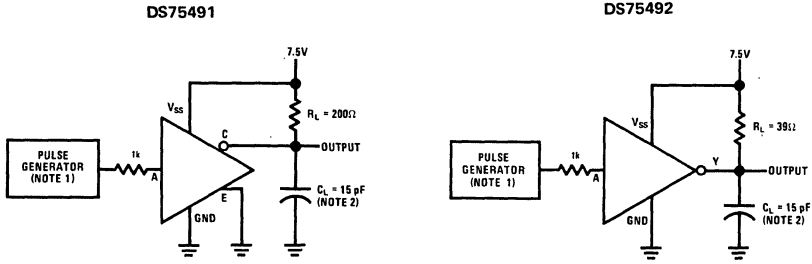 DS75491
7.5V
VSS
RL = 200Ω
C
OUTPUT
PULSE
GENERATOR
(NOTE 1)
1k
A
E
CL = 15 pF
(NOTE 2)
GND
DS75492
7.5V
VSS
RL = 39Ω
Y
OUTPUT
PULSE
GENERATOR
(NOTE 1)
1k
A
CL = 15 pF
(NOTE 2)
GND